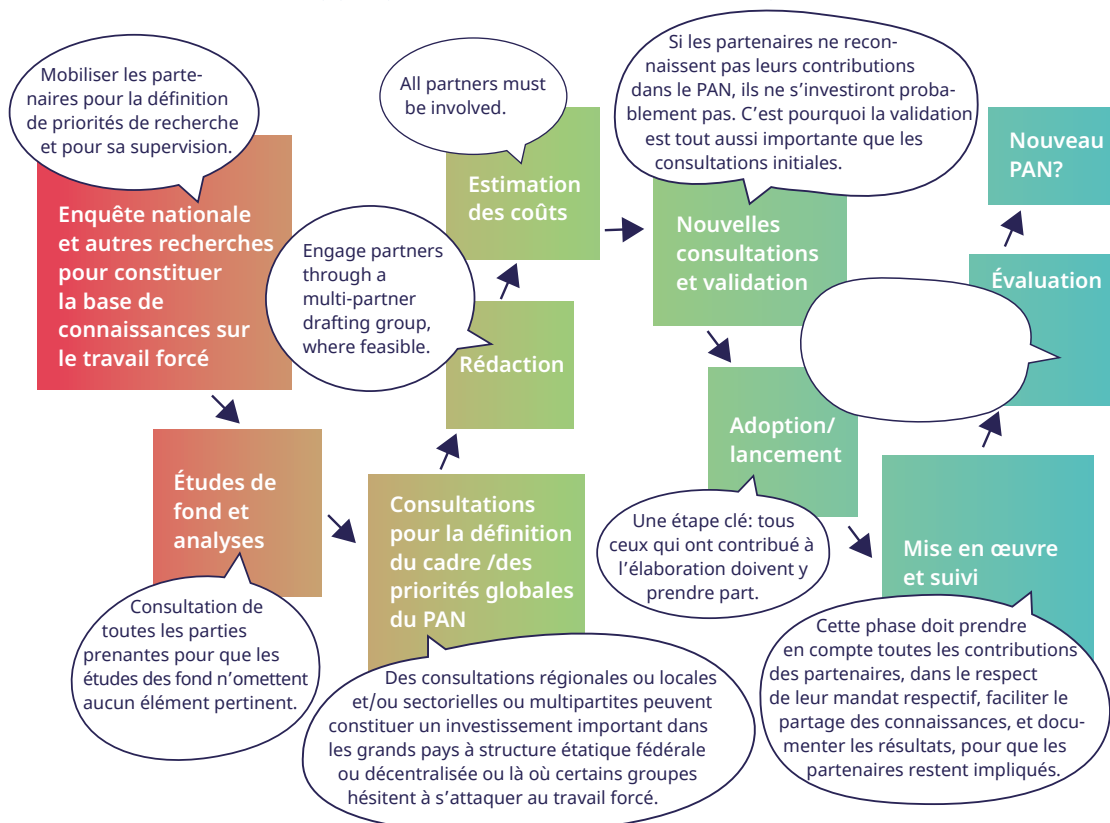 Mobiliser les parte-
naires pour la définition
de priorités de recherche
et pour sa supervision.
Enquête nationale
et autres recherches
pour constituer
la base de
connaissances sur
le travail forcé
Études de
fond et
analyses
Consultation de
toutes les parties
prenantes pour que les
études des fond n’omettent
aucun élément pertinent.
Consultations
pour la définition
du cadre /des
priorités globales
du PAN
Des consultations régionales ou locales
et/ou sectorielles ou multipartites peuvent
constituer un investissement important dans
les grands pays à structure étatique fédérale
ou décentralisée ou là où certains groupes
hésitent à s’attaquer au travail forcé.
Engage partners
through a
multi-partner
drafting group,
where feasible.
Rédaction
All partners must
be involved.
Estimation
des coûts
Si les partenaires ne recon-
naissent pas leurs contributions
dans le PAN, ils ne s’investiront proba-
blement pas. C’est pourquoi la validation
est tout aussi importante que les
consultations initiales.
Nouvelles
consultations
et validation
Adoption/
lancement
Une étape clé: tous
ceux qui ont contribué à
l’élaboration doivent y
prendre part.
Mise en œuvre
et suivi
Cette phase doit prendre
en compte toutes les contributions
des partenaires, dans le respect
de leur mandat respectif, faciliter le
partage des connaissances, et docu-
menter les résultats, pour que les
partenaires restent impliqués.
Évaluation
Nouveau
PAN?